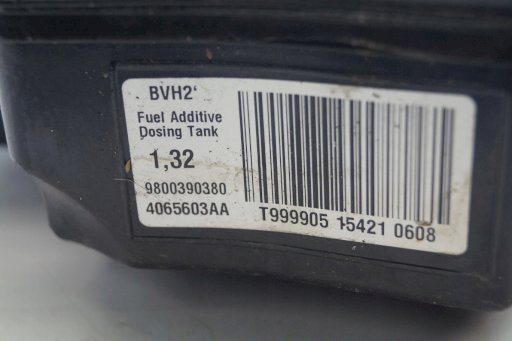 BVH2
Fuel Additive
Dosing Tank
1,32
9800390380
4065603AA
T999905 15421 0608